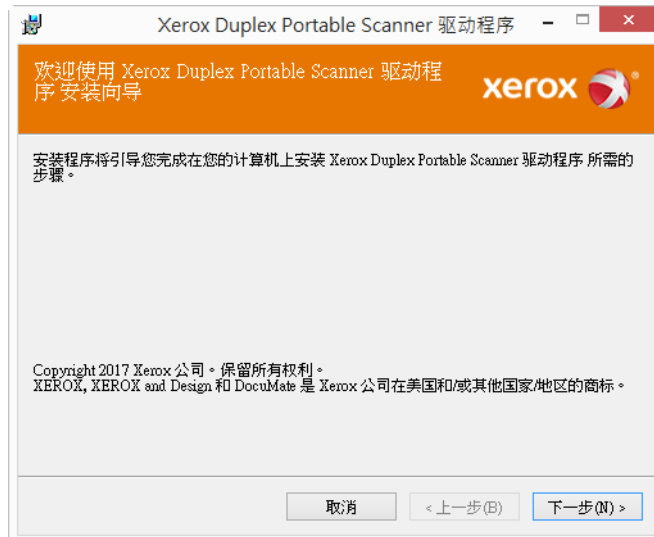 Xerox Duplex Portable Scanner 驱动程序
欢迎使用 Xerox Duplex Portable Scanner 驱动程
序 安装向导
xerox
安装程序将引导您完成在您的计算机上安装 Xerox Duplex Portable Scanner 驱动程序 所需的
步骤。
Copyright 2017 Xerox 公司。保留所有权利。
XEROX, XEROX and Design 和 DocuMate 是 Xerox 公司在美国和/或其他国家/地区的商标。
取消
<上一步(B)
下一步(N) >